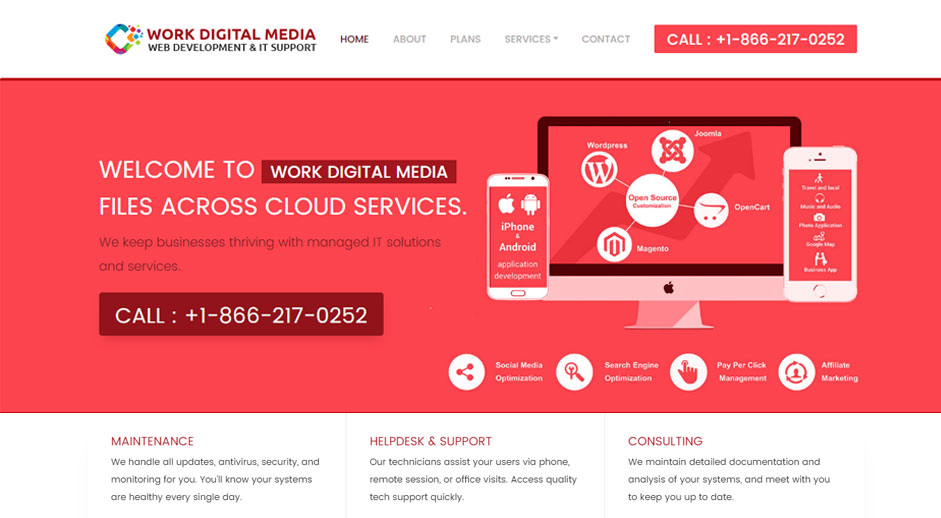 WORK DIGITAL MEDIA
WEB DEVELOPMENT & IT SUPPORT
HOME
ABOUT
PLANS
SERVICES
CONTACT
CALL : +1-866-217-0252
WELCOME TO WORK DIGITAL MEDIA
FILES ACROSS CLOUD SERVICES.
We keep businesses thriving with managed IT solutions
and services.
CALL : +1-866-217-0252
iPhone
&
Android
application
development
Wordpress
Joomla
Open Source
Customization
OpenCart
Magento
Travel and local
Music and Audio
Photo Application
Google Map
Business App
Social Media
Optimization
Search Engine
Optimization
Pay Per Click
Management
Affiliate
Marketing
MAINTENANCE
We handle all updates, antivirus, security, and
monitoring for you. You'll know your systems
are healthy every single day.
HELPDESK & SUPPORT
Our technicians assist your users via phone,
remote session, or office visits. Access quality
tech support quickly.
CONSULTING
We maintain detailed documentation and
analysis of your systems, and meet with you
to keep you up to date.